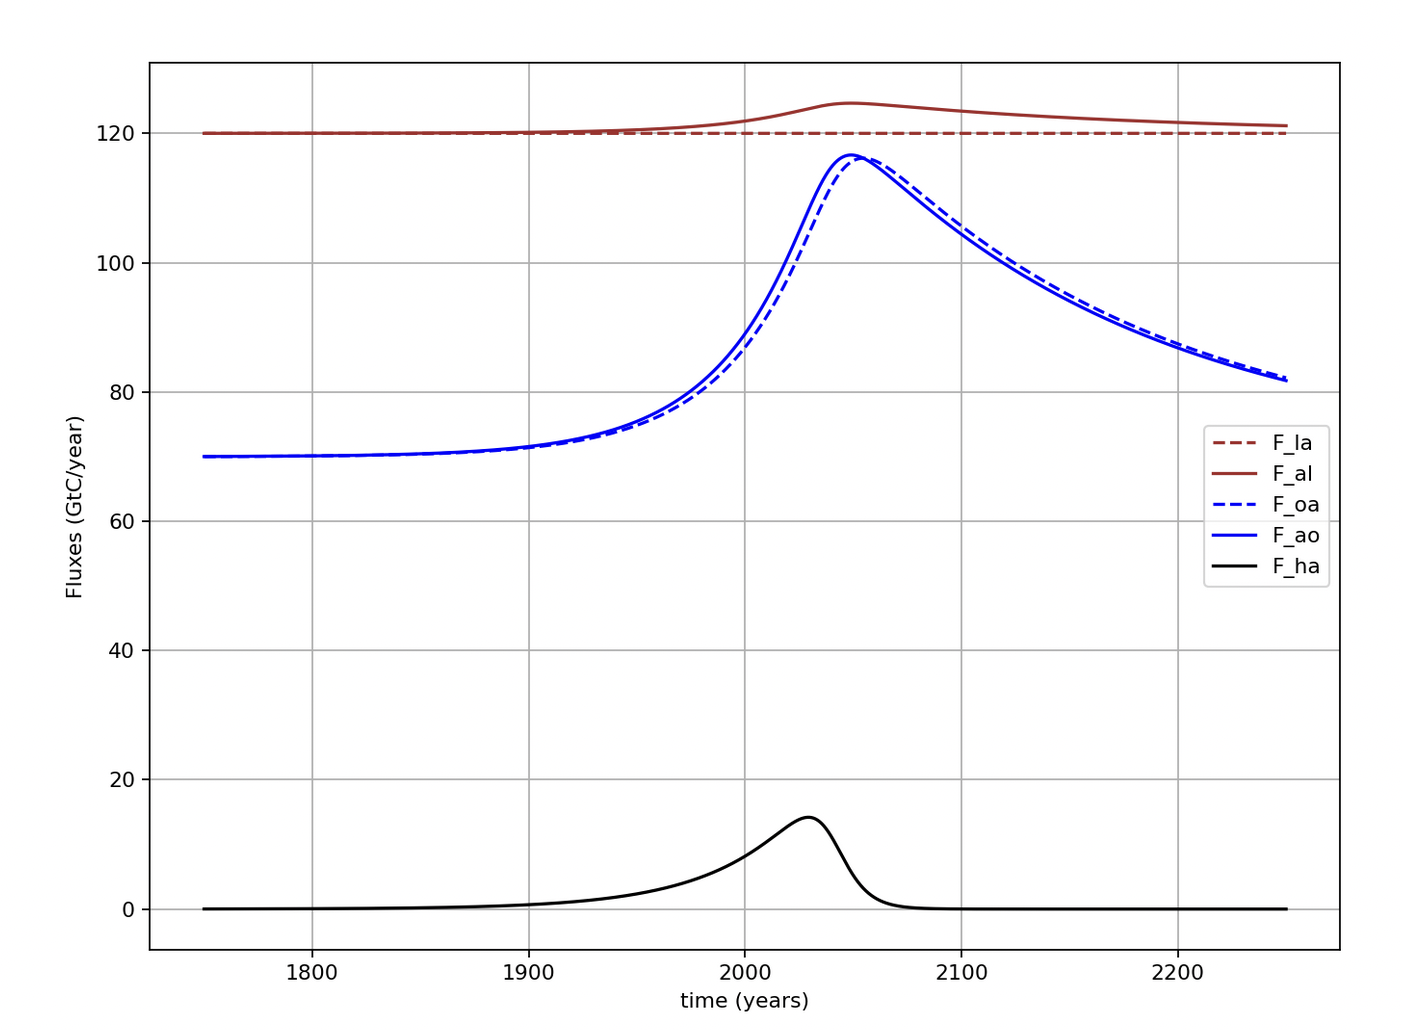 120
100
80
60
40
20
0
Fluxes (GtC/year)
F_la
F_al
F_oa
F_ao
F_ha
1800 1900 2000 2100 2200
time (years)